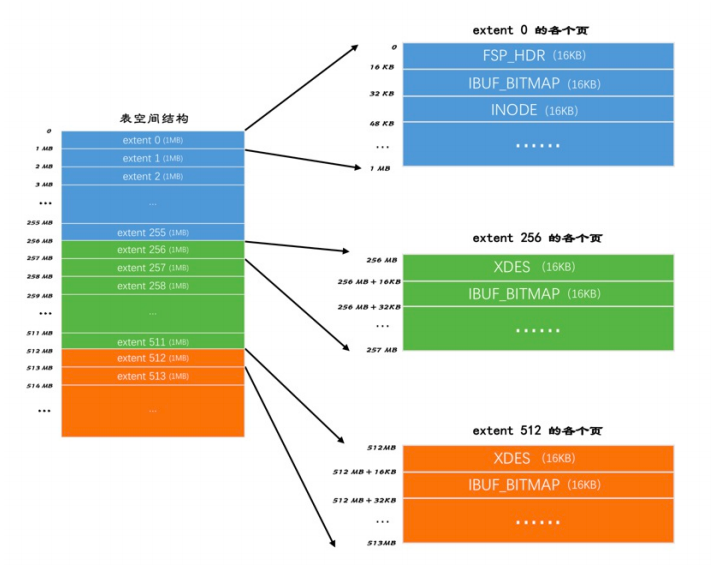 表空间结构
0
extent 0 (1MB)
1 MB
extent 1 (1MB)
2 MB
extent 2 (1MB)
3 MB
...
...
255 MB
extent 255 (1MB)
256 MB
extent 256 (1MB)
257 MB
extent 257 (1MB)
258 MB
extent 258 (1MB)
259 MB
...
...
511 MB
extent 511 (1MB)
512 MB
extent 512 (1MB)
513 MB
extent 513 (1MB)
514 MB
...
...
extent 0 的各个页
0
FSP_HDR (16KB)
16 KB
IBUF_BITMAP (16KB)
32 KB
INODE (16KB)
48 KB
...
......
1 MB
extent 256 的各个页
256 MB
XDES (16KB)
256 MB + 16KB
IBUF_BITMAP (16KB)
256 MB + 32KB
...
......
257 MB
extent 512 的各个页
512MB
XDES (16KB)
512 MB + 16KB
IBUF_BITMAP (16KB)
512 MB + 32KB
...
......
513MB